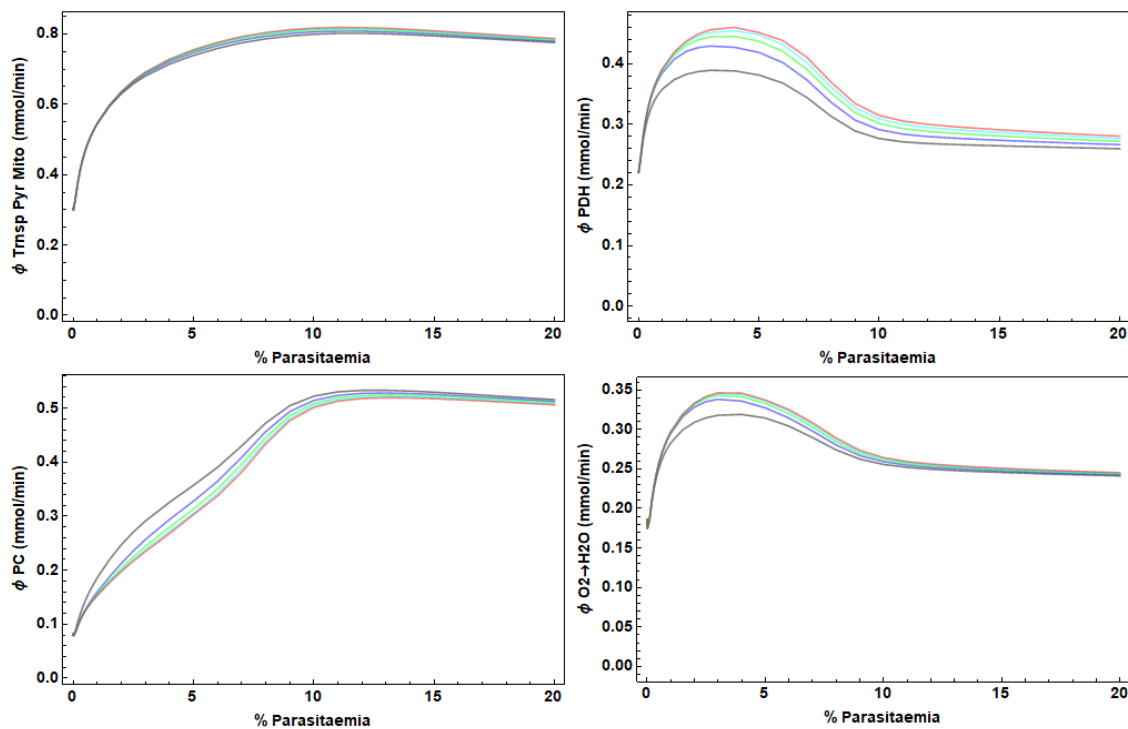 0.8
0.6
0.4
0.2
0.0
0 5 10 15 20
ϕ Trnsp Pyr Mito (mmol/min)
% Parasitaemia
0.4
0.3
0.2
0.1
0.0
0 5 10 15 20
ϕ PDH (mmol/min)
% Parasitaemia
0.5
0.4
0.3
0.2
0.1
0.0
0 5 10 15 20
ϕ PC (mmol/min)
% Parasitaemia
0.35
0.30
0.25
0.20
0.15
0.10
0.05
0.00
0 5 10 15 20
ϕ O2→H2O (mmol/min)
% Parasitaemia